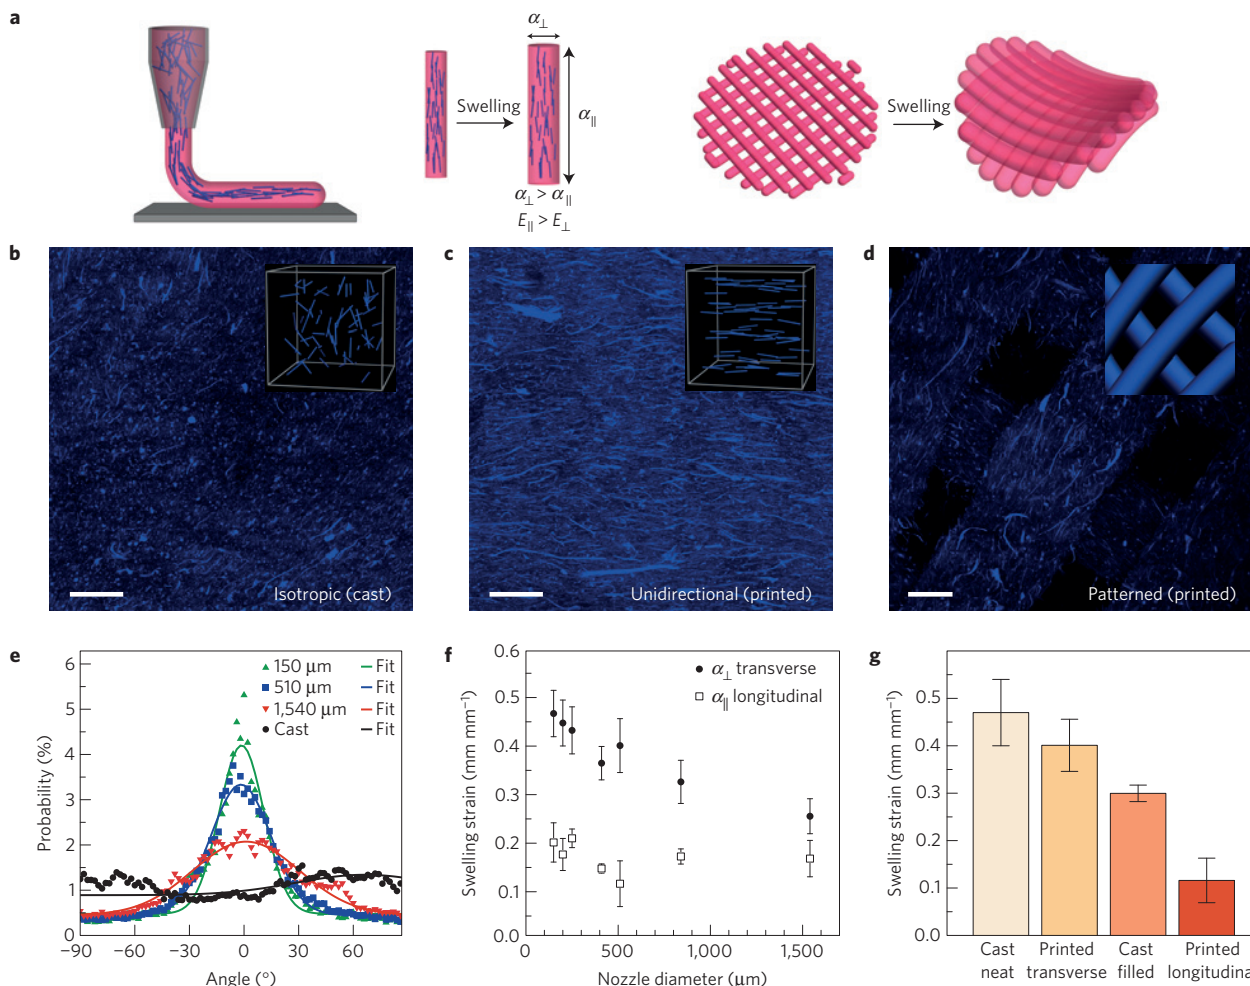 a
α⊥
Swelling
α∥
α⊥ > α∥
E∥ > E⊥
Swelling
b
Isotropic (cast)
c
Unidirectional (printed)
d
Patterned (printed)
e
Probability (%)
6
5
4
3
2
1
0
150 μm
Fit
510 μm
Fit
1,540 μm
Fit
Cast
Fit
−90
−60
−30
0
30
60
Angle (°)
f
Swelling strain (mm mm⁻¹)
0.6
0.5
0.4
0.3
0.2
0.1
0
α⊥ transverse
α∥ longitudinal
0
500
1,000
1,500
Nozzle diameter (μm)
g
Swelling strain (mm mm⁻¹)
0.5
0.4
0.3
0.2
0.1
0
Cast
neat
Printed
transverse
Cast
filled
Printed
longitudinal